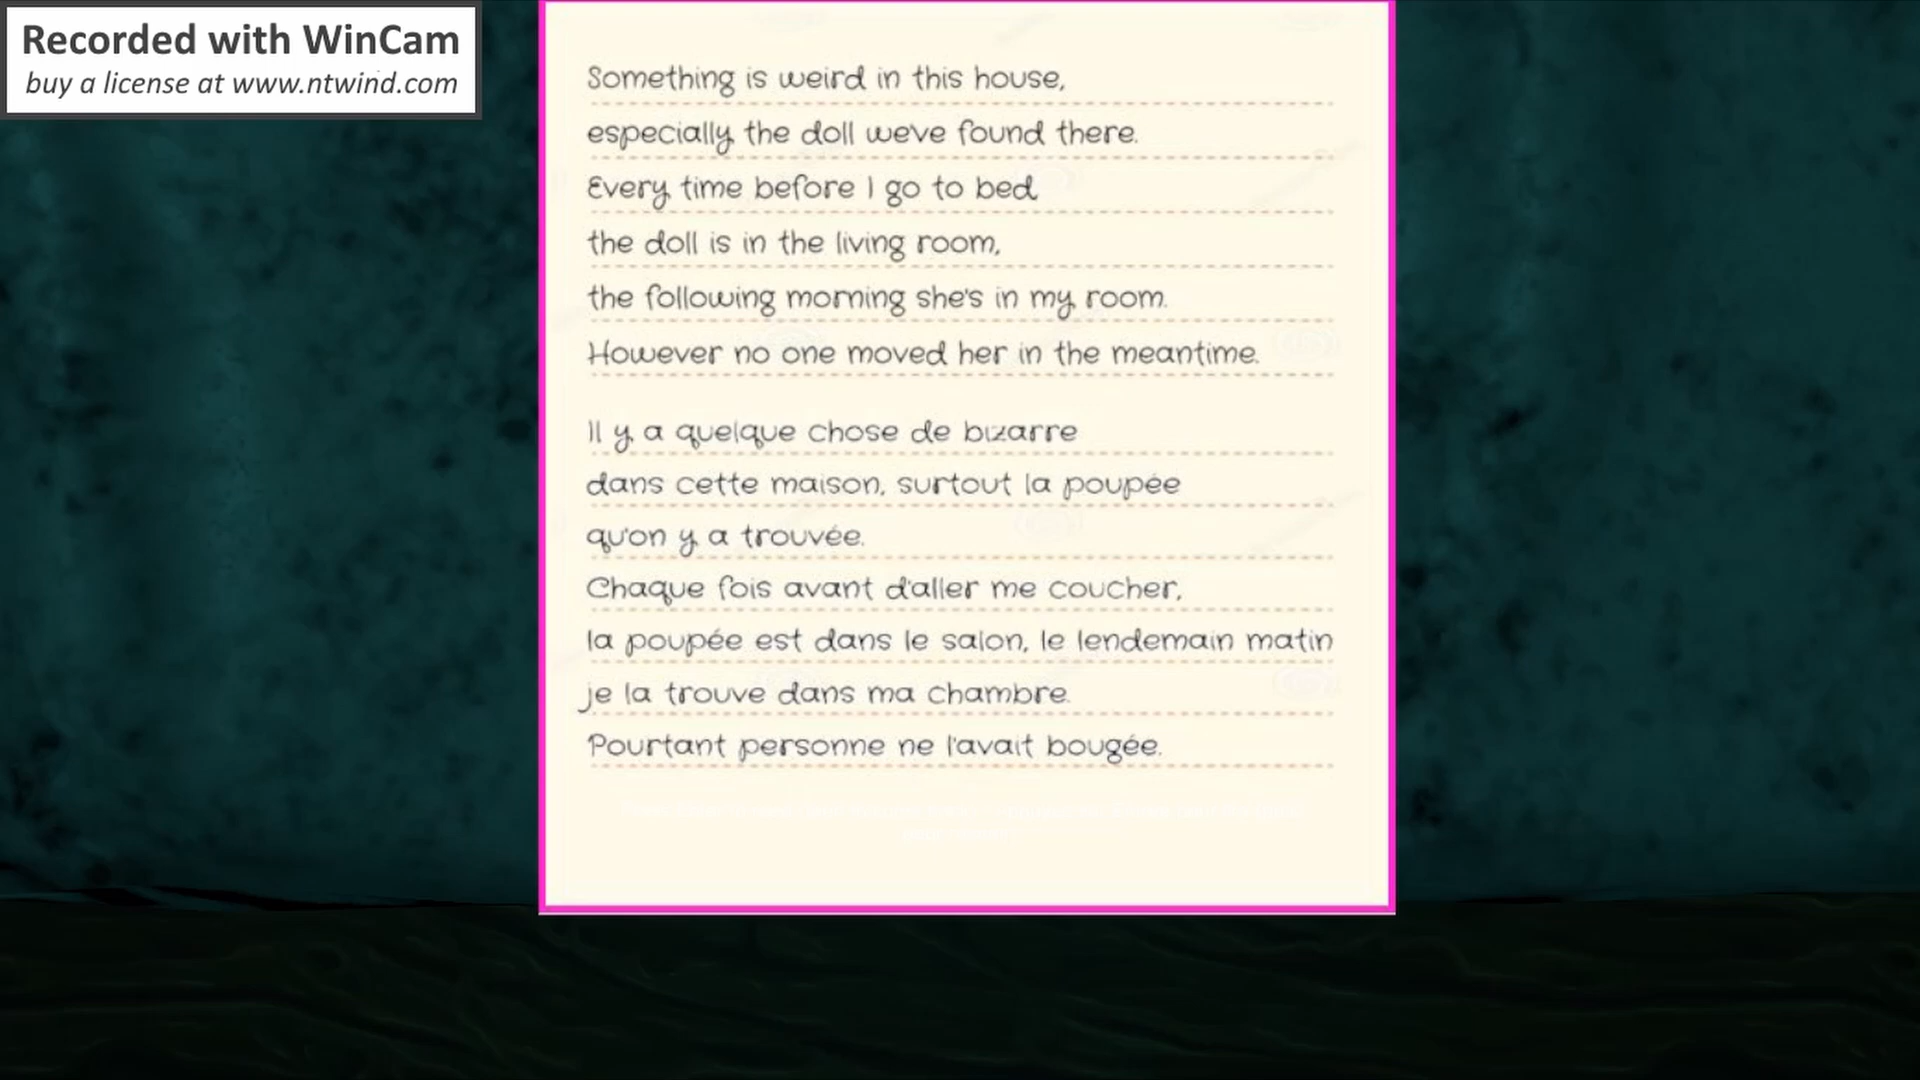 Recorded with WinCam
buy a license at www.ntwind.com
Something is weird in this house,
especially the doll we've found there.
Every time before I go to bed
the doll is in the living room,
the following morning she's in my room.
However no one moved her in the meantime.
Il y a quelque chose de bizarre
dans cette maison, surtout la poupée
qu'on y a trouvée.
Chaque fois avant d'aller me coucher,
la poupée est dans le salon, le lendemain matin
je la trouve dans ma chambre.
Pourtant personne ne l'avait bougée.